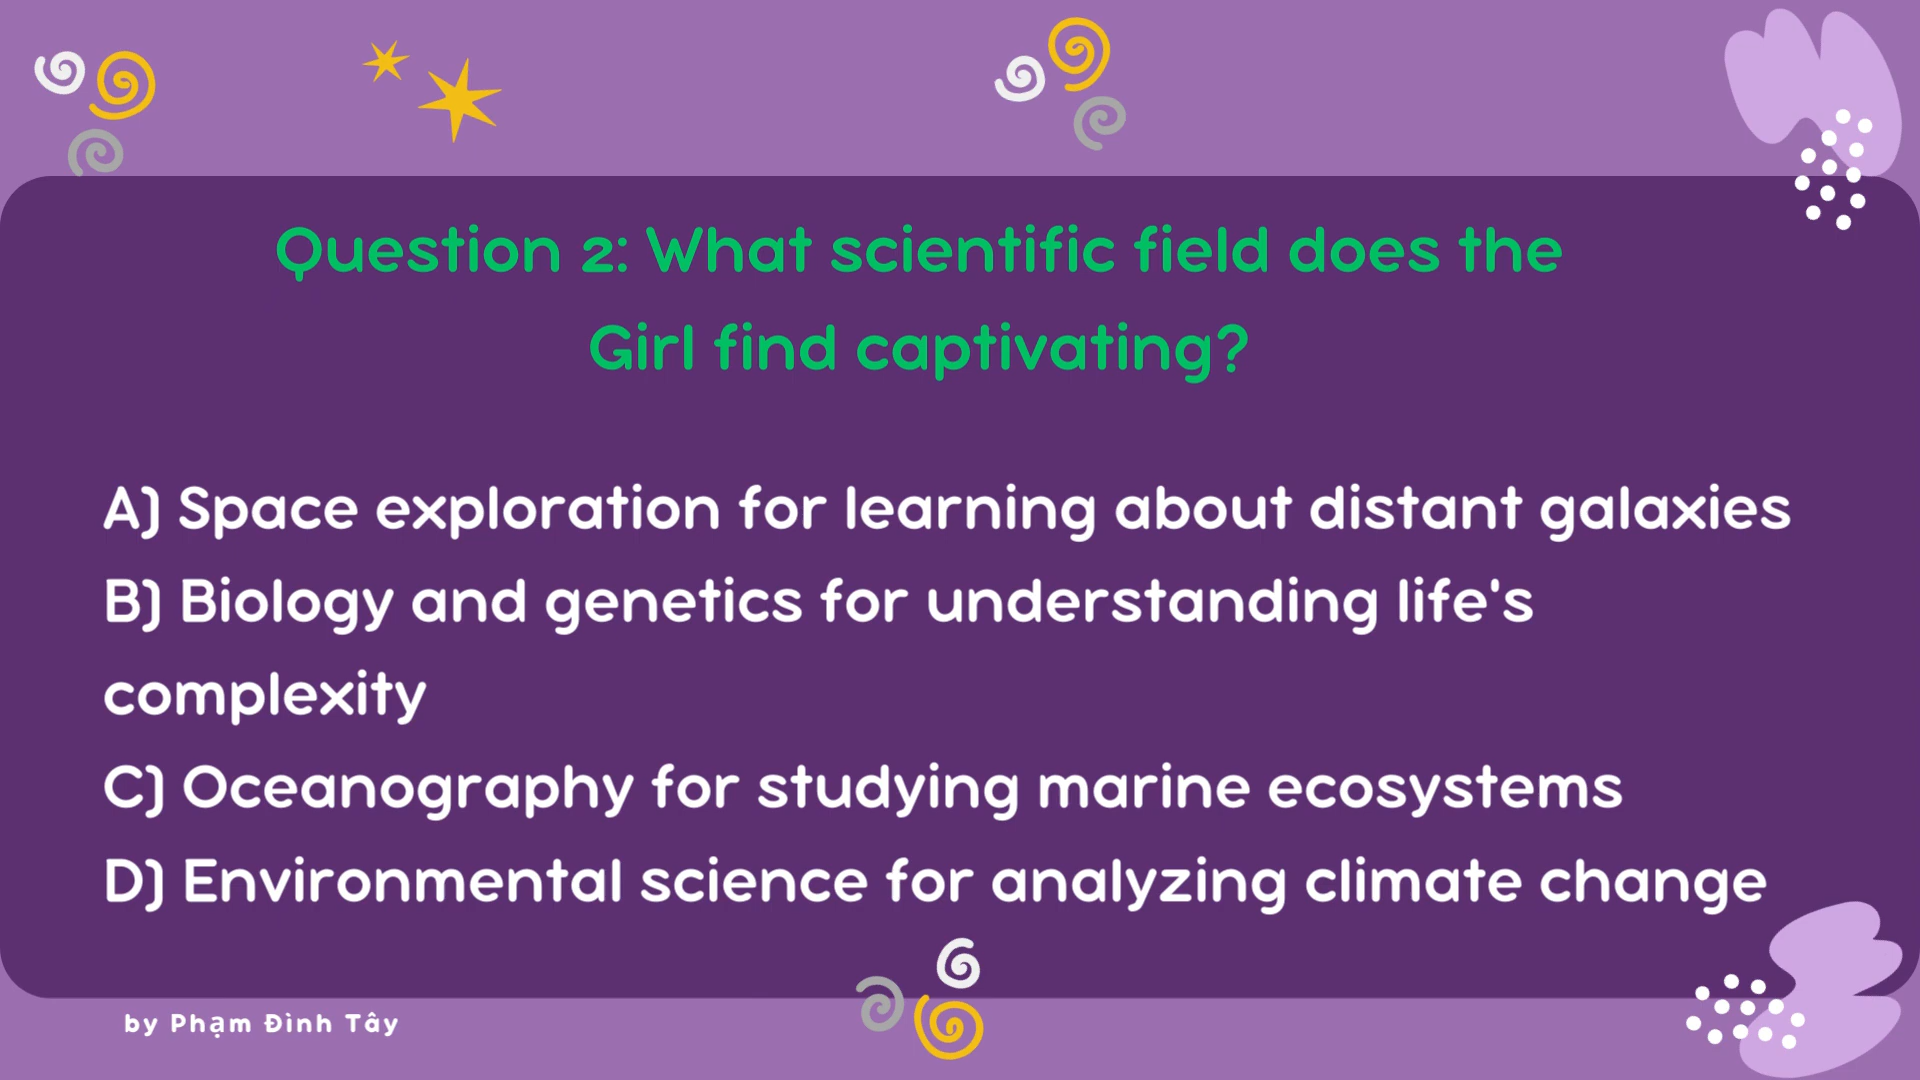 Question 2: What scientific field does the
Girl find captivating?
A) Space exploration for learning about distant galaxies
B) Biology and genetics for understanding life's
complexity
C) Oceanography for studying marine ecosystems
D) Environmental science for analyzing climate change
by Phạm Đình Tây